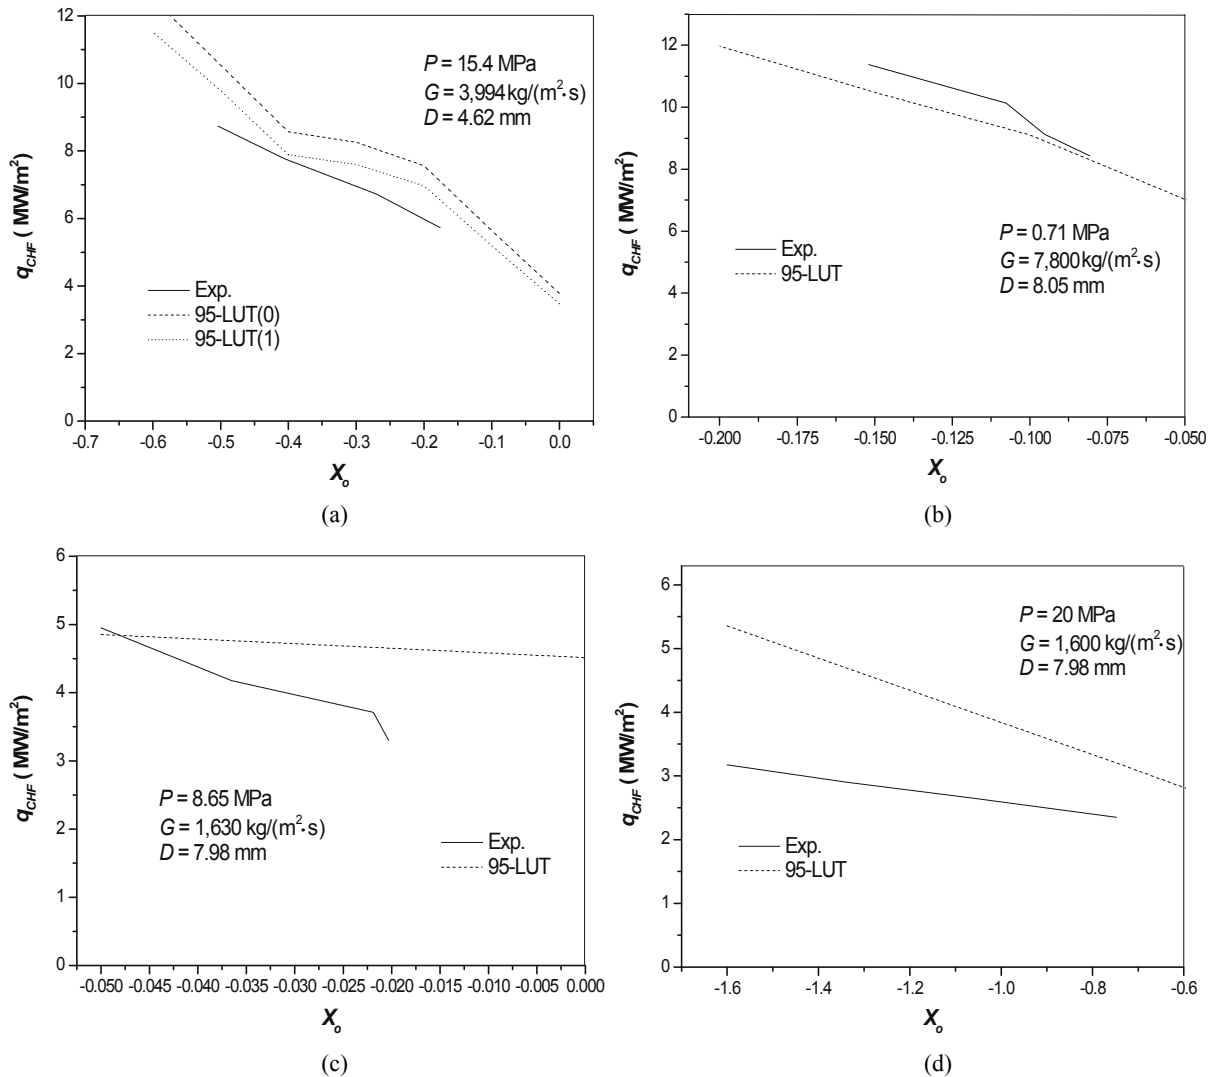 12
10
8
6
4
2
0
q_CHF ( MW/m²)
P = 15.4 MPa
G = 3,994 kg/(m²·s)
D = 4.62 mm
Exp.
95-LUT(0)
95-LUT(1)
-0.7 -0.6 -0.5 -0.4 -0.3 -0.2 -0.1 0.0
X_o
(a)
12
10
8
6
4
2
0
q_CHF ( MW/m²)
Exp.
95-LUT
P = 0.71 MPa
G = 7,800 kg/(m²·s)
D = 8.05 mm
-0.200 -0.175 -0.150 -0.125 -0.100 -0.075 -0.050
X_o
(b)
6
5
4
3
2
1
0
q_CHF ( MW/m²)
P = 8.65 MPa
G = 1,630 kg/(m²·s)
D = 7.98 mm
Exp.
95-LUT
-0.050 -0.045 -0.040 -0.035 -0.030 -0.025 -0.020 -0.015 -0.010 -0.005 0.000
X_o
(c)
6
5
4
3
2
1
0
q_CHF ( MW/m²)
P = 20 MPa
G = 1,600 kg/(m²·s)
D = 7.98 mm
Exp.
95-LUT
-1.6 -1.4 -1.2 -1.0 -0.8 -0.6
X_o
(d)